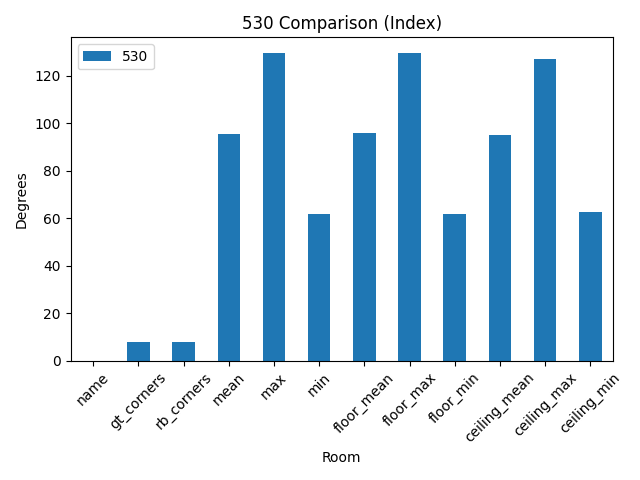 530 Comparison (Index)
530
Degrees
120
100
80
60
40
20
0
name
gt_corners
rb_corners
mean
max
min
floor_mean
floor_max
floor_min
ceiling_mean
ceiling_max
ceiling_min
Room